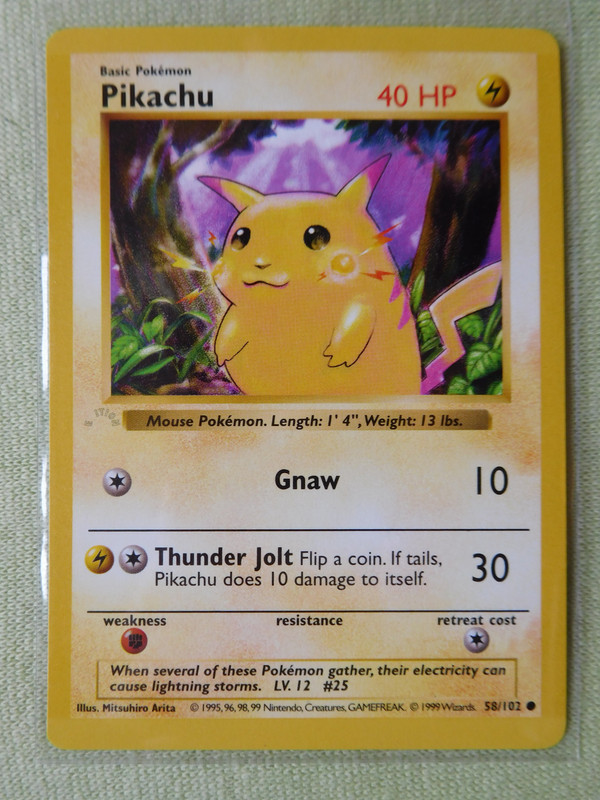 Basic Pokémon
Pikachu 40 HP
Mouse Pokémon. Length: 1' 4", Weight: 13 lbs.
Gnaw 10
Thunder Jolt Flip a coin. If tails,
Pikachu does 10 damage to itself. 30
weakness resistance retreat cost
When several of these Pokémon gather, their electricity can
cause lightning storms. LV. 12 #25
Illus. Mitsuhiro Arita © 1995, 96, 98, 99 Nintendo, Creatures, GAMEFREAK. © 1999 Wizards. 58/102